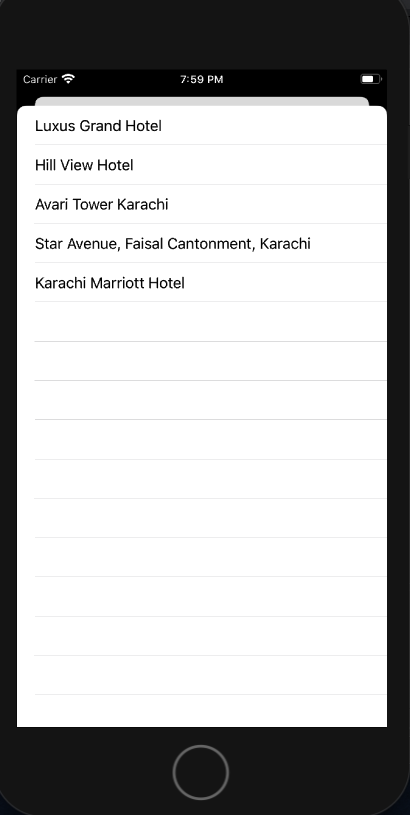 Carrier 7:59 PM
Luxus Grand Hotel
Hill View Hotel
Avari Tower Karachi
Star Avenue, Faisal Cantonment, Karachi
Karachi Marriott Hotel